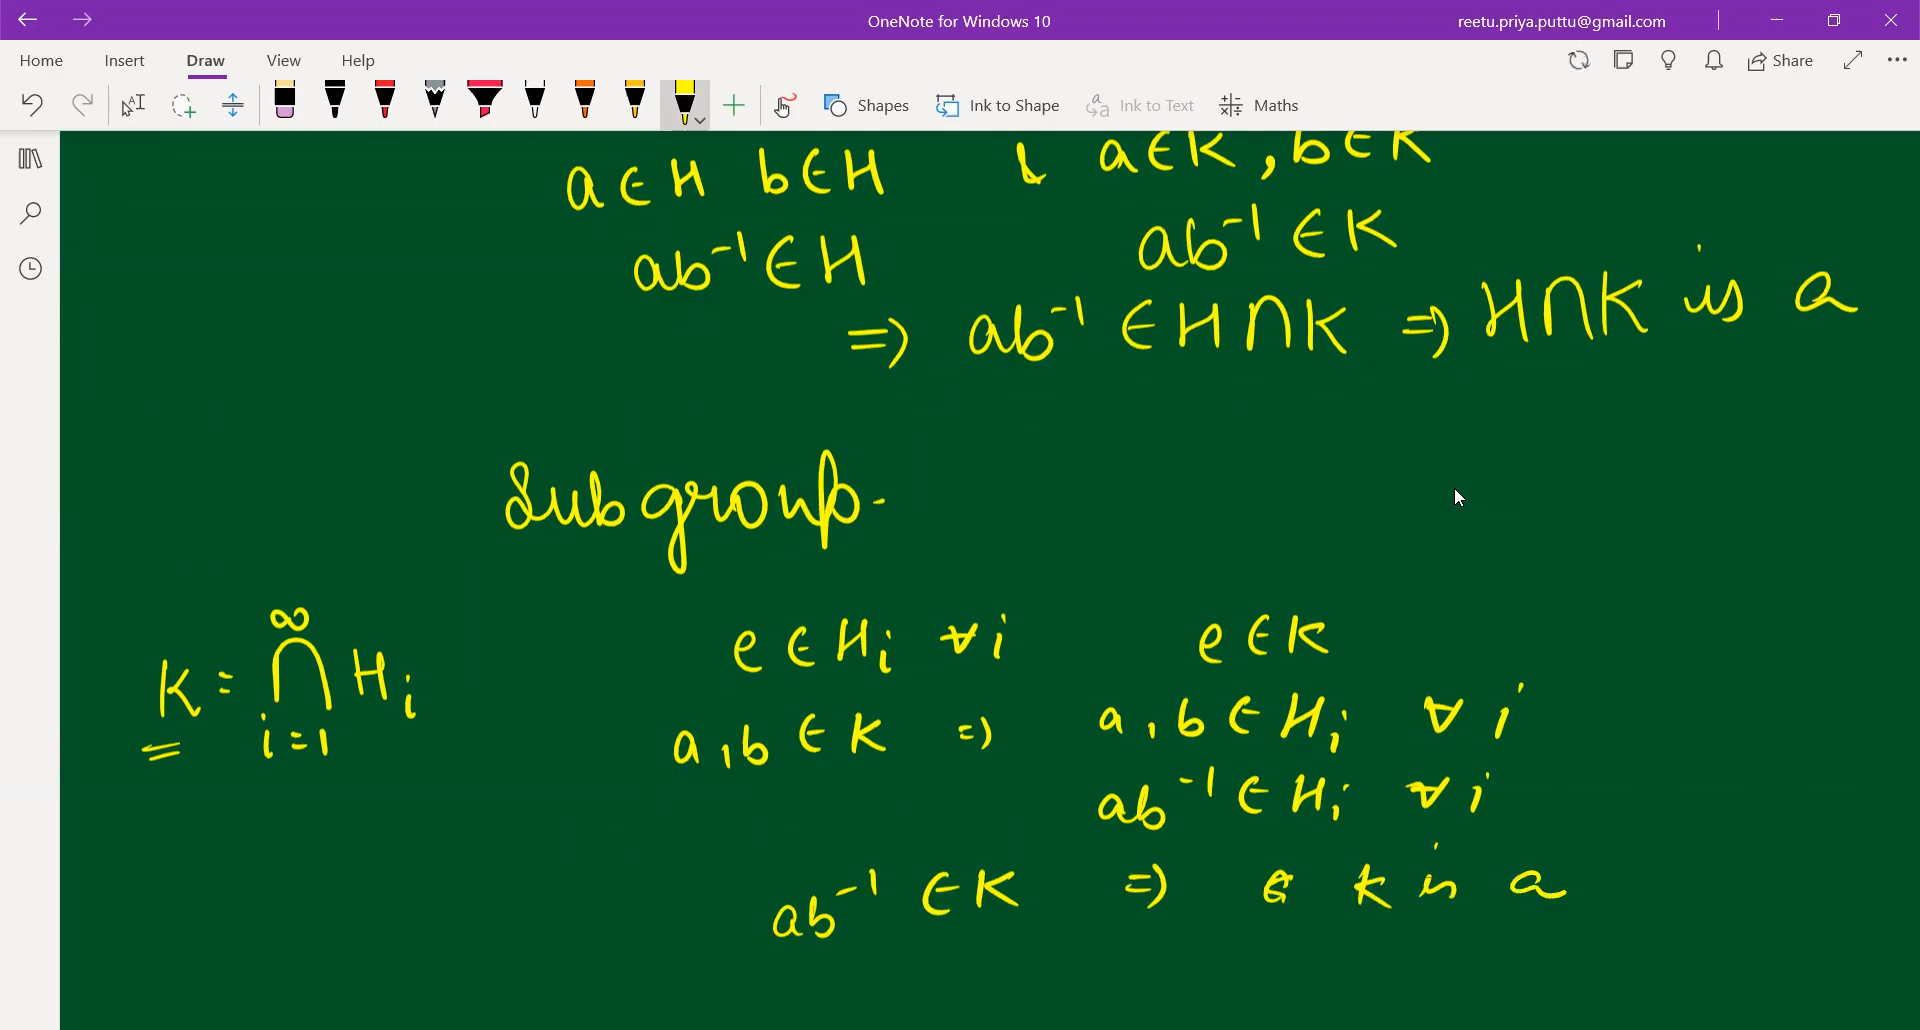 OneNote for Windows 10 reetu.priya.puttu@gmail.com
Home Insert Draw View Help Share
Shapes Ink to Shape Ink to Text Maths
a∈H b∈H & a∈K, b∈K
ab⁻¹∈H ab⁻¹∈K
=> ab⁻¹∈H∩K => H∩K is a
Subgroup.
e∈Hᵢ ∀i e∈K
K = ∞⋂i=1 Hᵢ
a,b∈K => a,b∈Hᵢ ∀i
ab⁻¹∈Hᵢ ∀i
ab⁻¹∈K => K is a